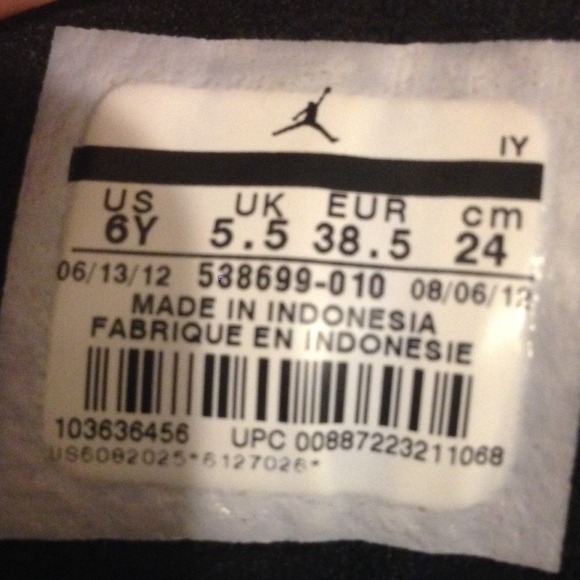 IY
US UK EUR cm
6Y 5.5 38.5 24
06/13/12 538699-010 08/06/12
MADE IN INDONESIA
FABRIQUE EN INDONESIE
103636456 UPC 00887223211068
US6082025*6127026*